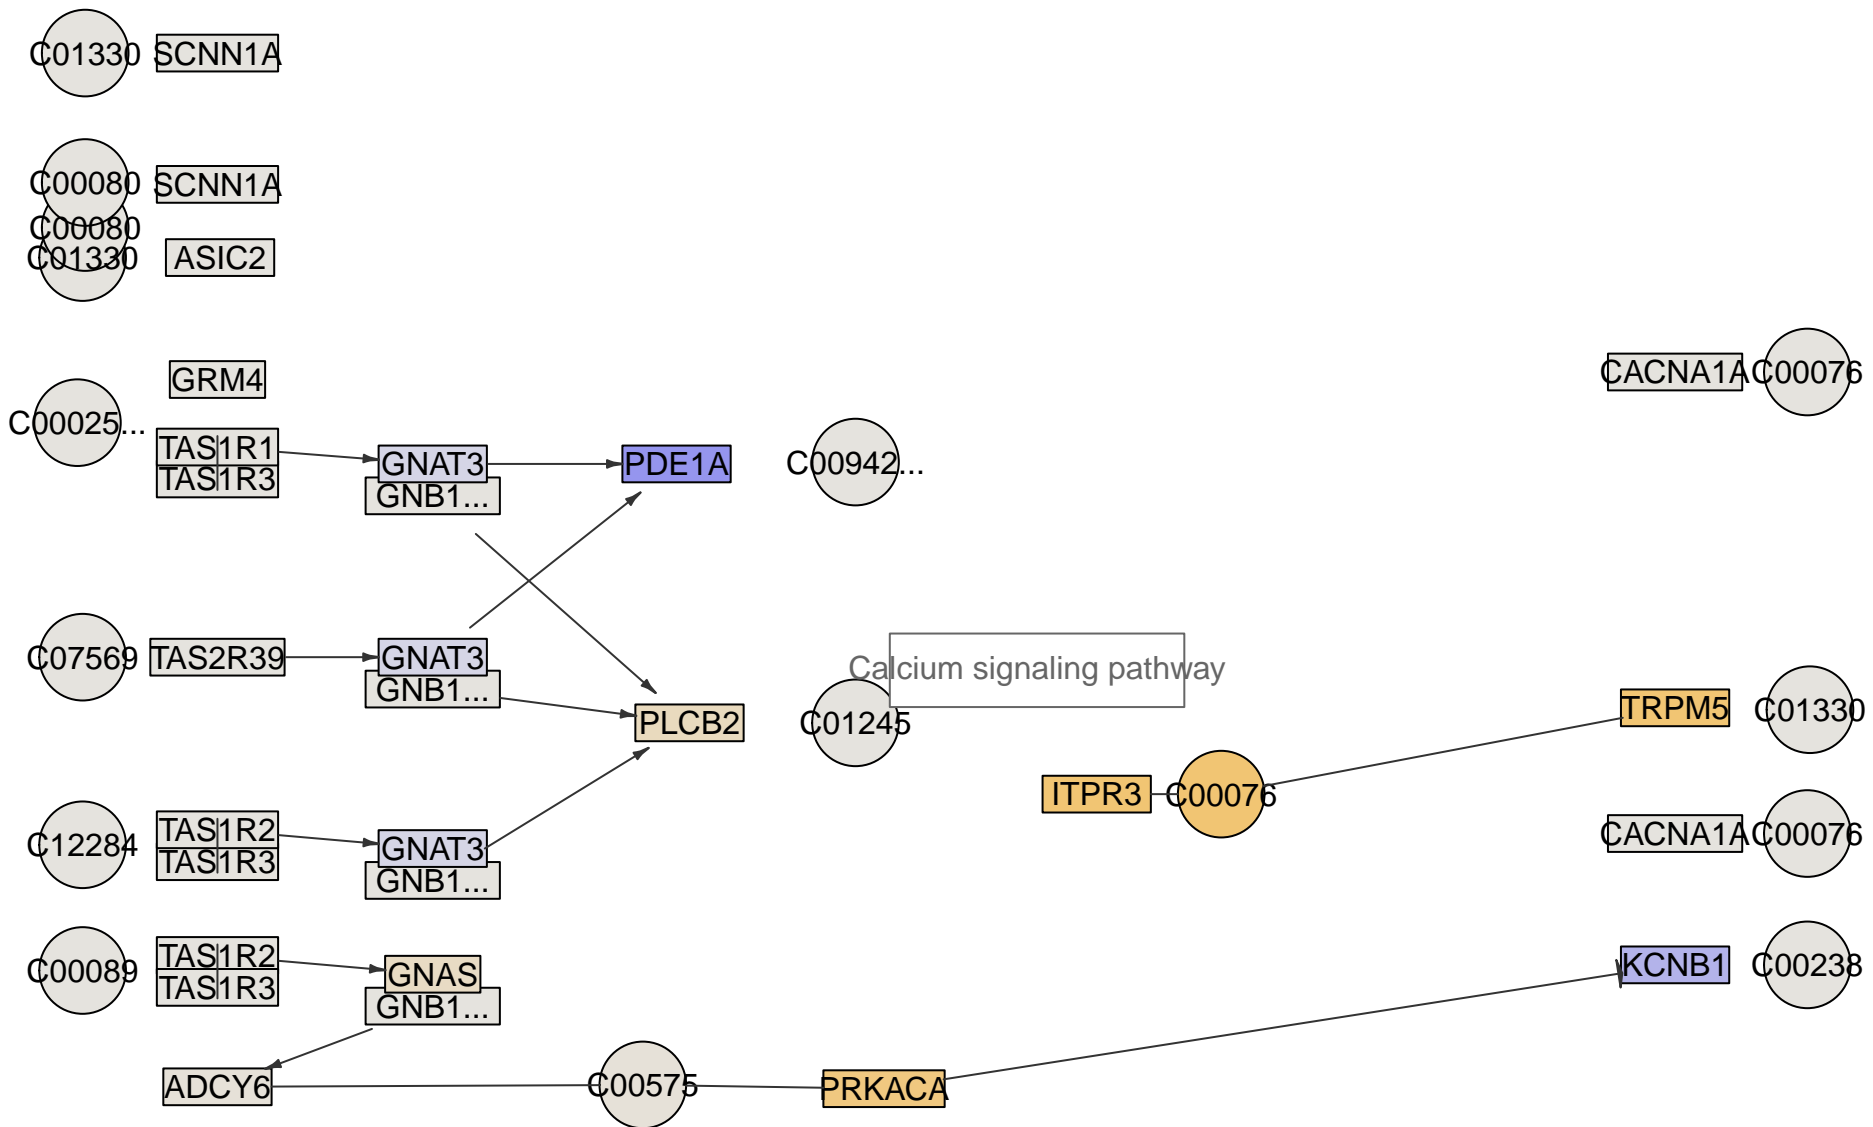 C01330 SCNN1A
C00080 SCNN1A
C00080
C01330 ASIC2
GRM4
CACNA1A C00076
C00025...
TAS1R1
GNAT3 PDE1A C00942...
TAS1R3
GNB1...
C07569 TAS2R39 GNAT3
Calcium signaling pathway
GNB1...
PLCB2 C01245
TRPM5 C01330
ITPR3 C00076
TAS1R2
CACNA1A C00076
C12284
GNAT3
TAS1R3
GNB1...
TAS1R2
C00089
GNAS
KCNB1 C00238
TAS1R3
GNB1...
ADCY6 C00575 PRKACA